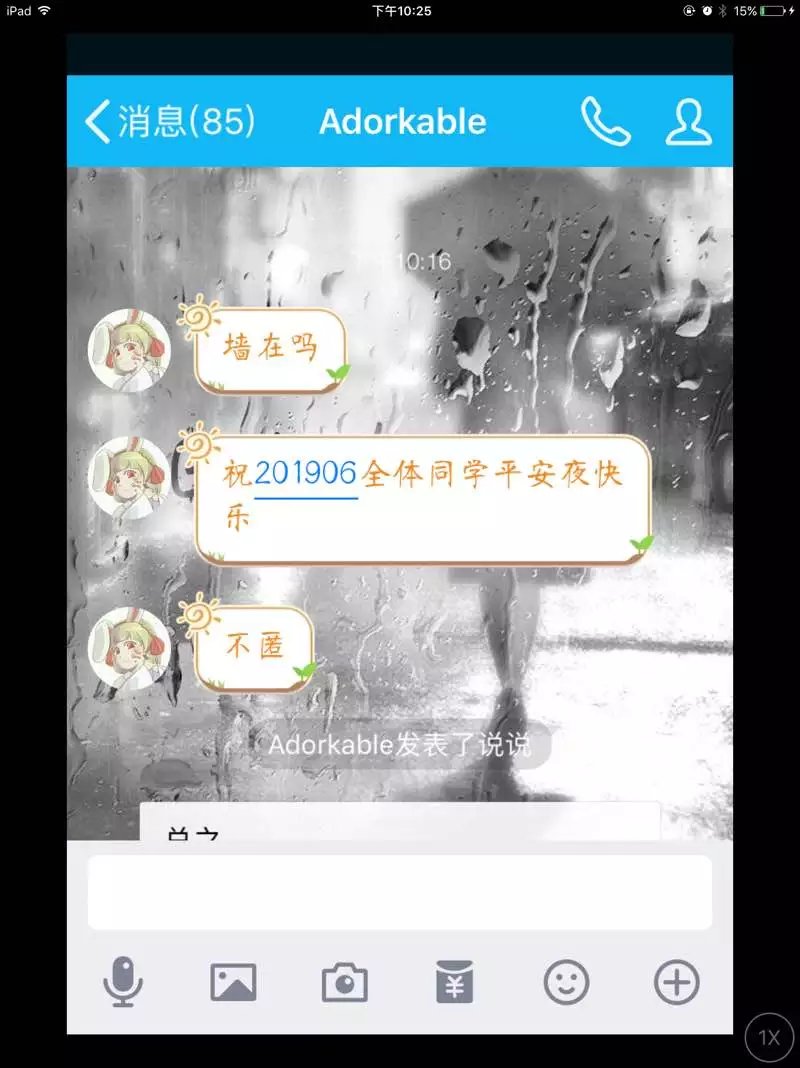 iPad 下午10:25 15%
消息(85) Adorkable
10:16
墙在吗
祝201906全体同学平安夜快
乐
不匿
Adorkable发表了说说
总之
1X